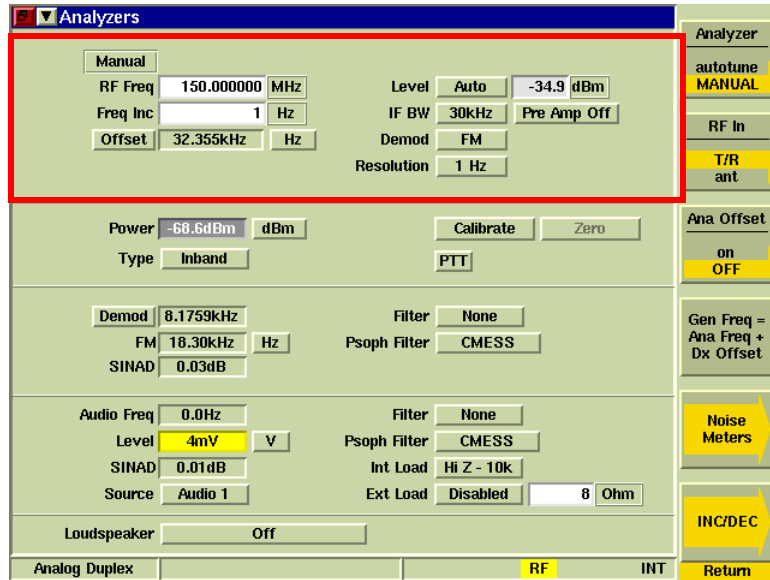 Analyzers
Manual
RF Freq 150.000000 MHz Level Auto -34.9 dBm
Freq Inc 1 Hz IF BW 30kHz Pre Amp Off
Offset 32.355kHz Hz Demod FM
Resolution 1 Hz
Power -68.6dBm dBm Calibrate Zero
Type Inband PTT
Demod 8.1759kHz Filter None
FM 18.30kHz Hz Psoph Filter CMESS
SINAD 0.03dB
Audio Freq 0.0Hz Filter None
Level 4mV V Psoph Filter CMESS
SINAD 0.01dB Int Load Hi Z - 10k
Source Audio 1 Ext Load Disabled 8 Ohm
Loudspeaker Off
Analog Duplex RF INT
Analyzer
autotune
MANUAL
RF In
T/R
ant
Ana Offset
on
OFF
Gen Freq =
Ana Freq +
Dx Offset
Noise
Meters
INC/DEC
Return